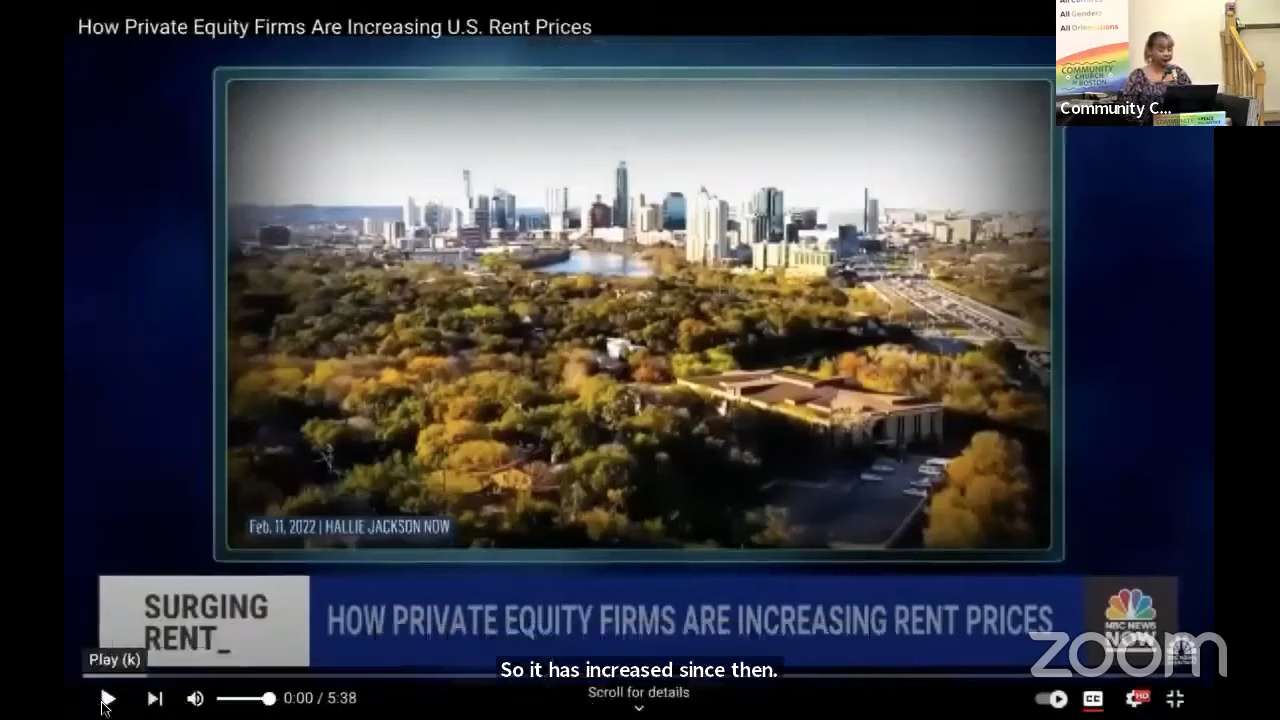 How Private Equity Firms Are Increasing U.S. Rent Prices
All Genders
All Orientations
COMMUNITY
CHURCH
OF BOSTON
Community C...
Feb. 11, 2022 | HALLIE JACKSON NOW
SURGING
RENT_
HOW PRIVATE EQUITY FIRMS ARE INCREASING RENT PRICES
NBC NEWS
NOW
zoom
Play (k)
So it has increased since then.
0:00 / 5:38
Scroll for details
CC
HD